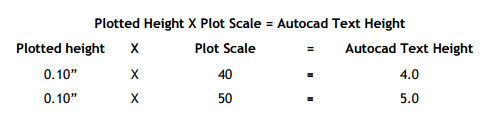 Plotted Height X Plot Scale = Autocad Text Height
Plotted height X Plot Scale = Autocad Text Height
0.10” X 40 = 4.0
0.10” X 50 = 5.0